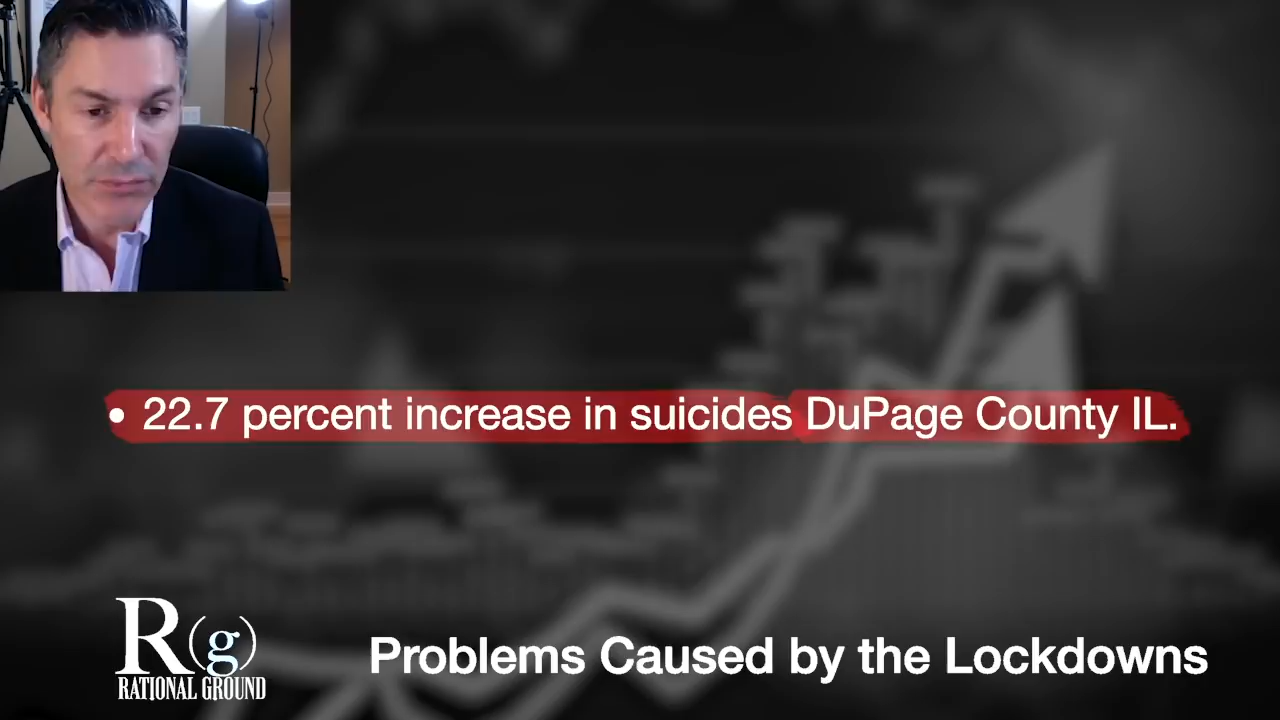 • 22.7 percent increase in suicides DuPage County IL.
R(g)
RATIONAL GROUND
Problems Caused by the Lockdowns